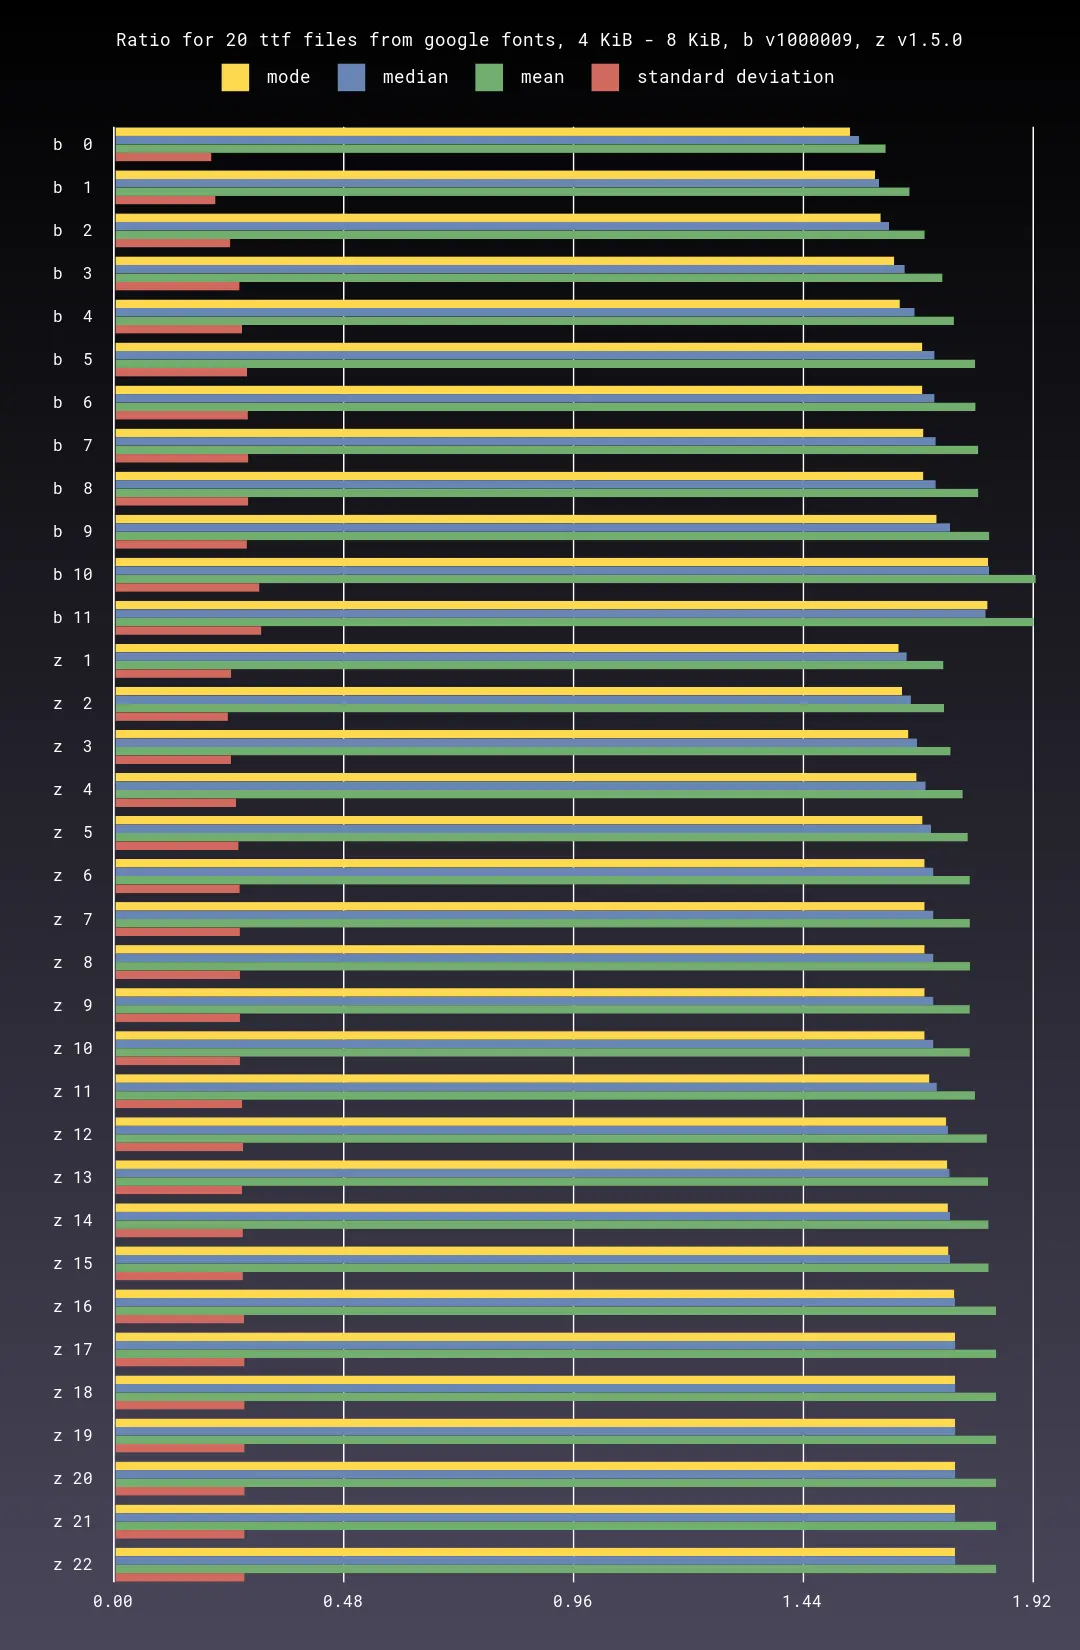 Ratio for 20 ttf files from google fonts, 4 KiB - 8 KiB, b v1000009, z v1.5.0
mode median mean standard deviation
b 0
b 1
b 2
b 3
b 4
b 5
b 6
b 7
b 8
b 9
b 10
b 11
z 1
z 2
z 3
z 4
z 5
z 6
z 7
z 8
z 9
z 10
z 11
z 12
z 13
z 14
z 15
z 16
z 17
z 18
z 19
z 20
z 21
z 22
0.00 0.48 0.96 1.44 1.92